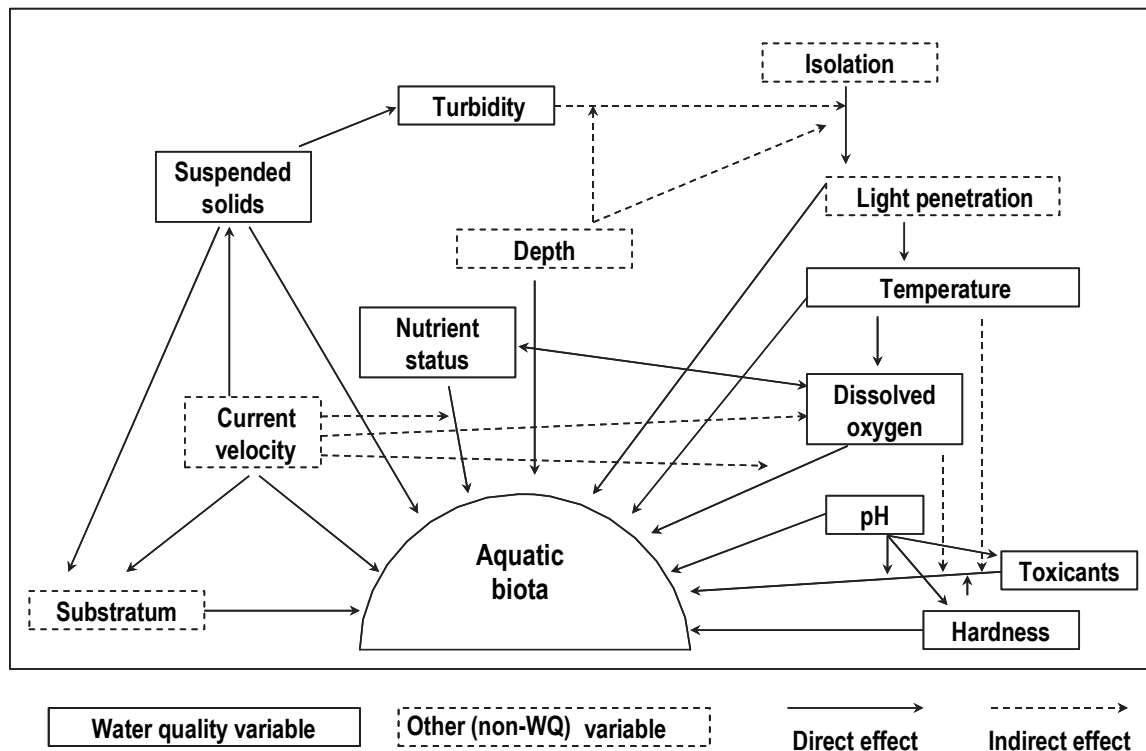 Isolation
Turbidity
Suspended
solids
Light penetration
Depth
Temperature
Nutrient
status
Dissolved
oxygen
Current
velocity
pH
Aquatic
biota
Toxicants
Substratum
Hardness
Water quality variable
Other (non-WQ) variable
Direct effect
Indirect effect